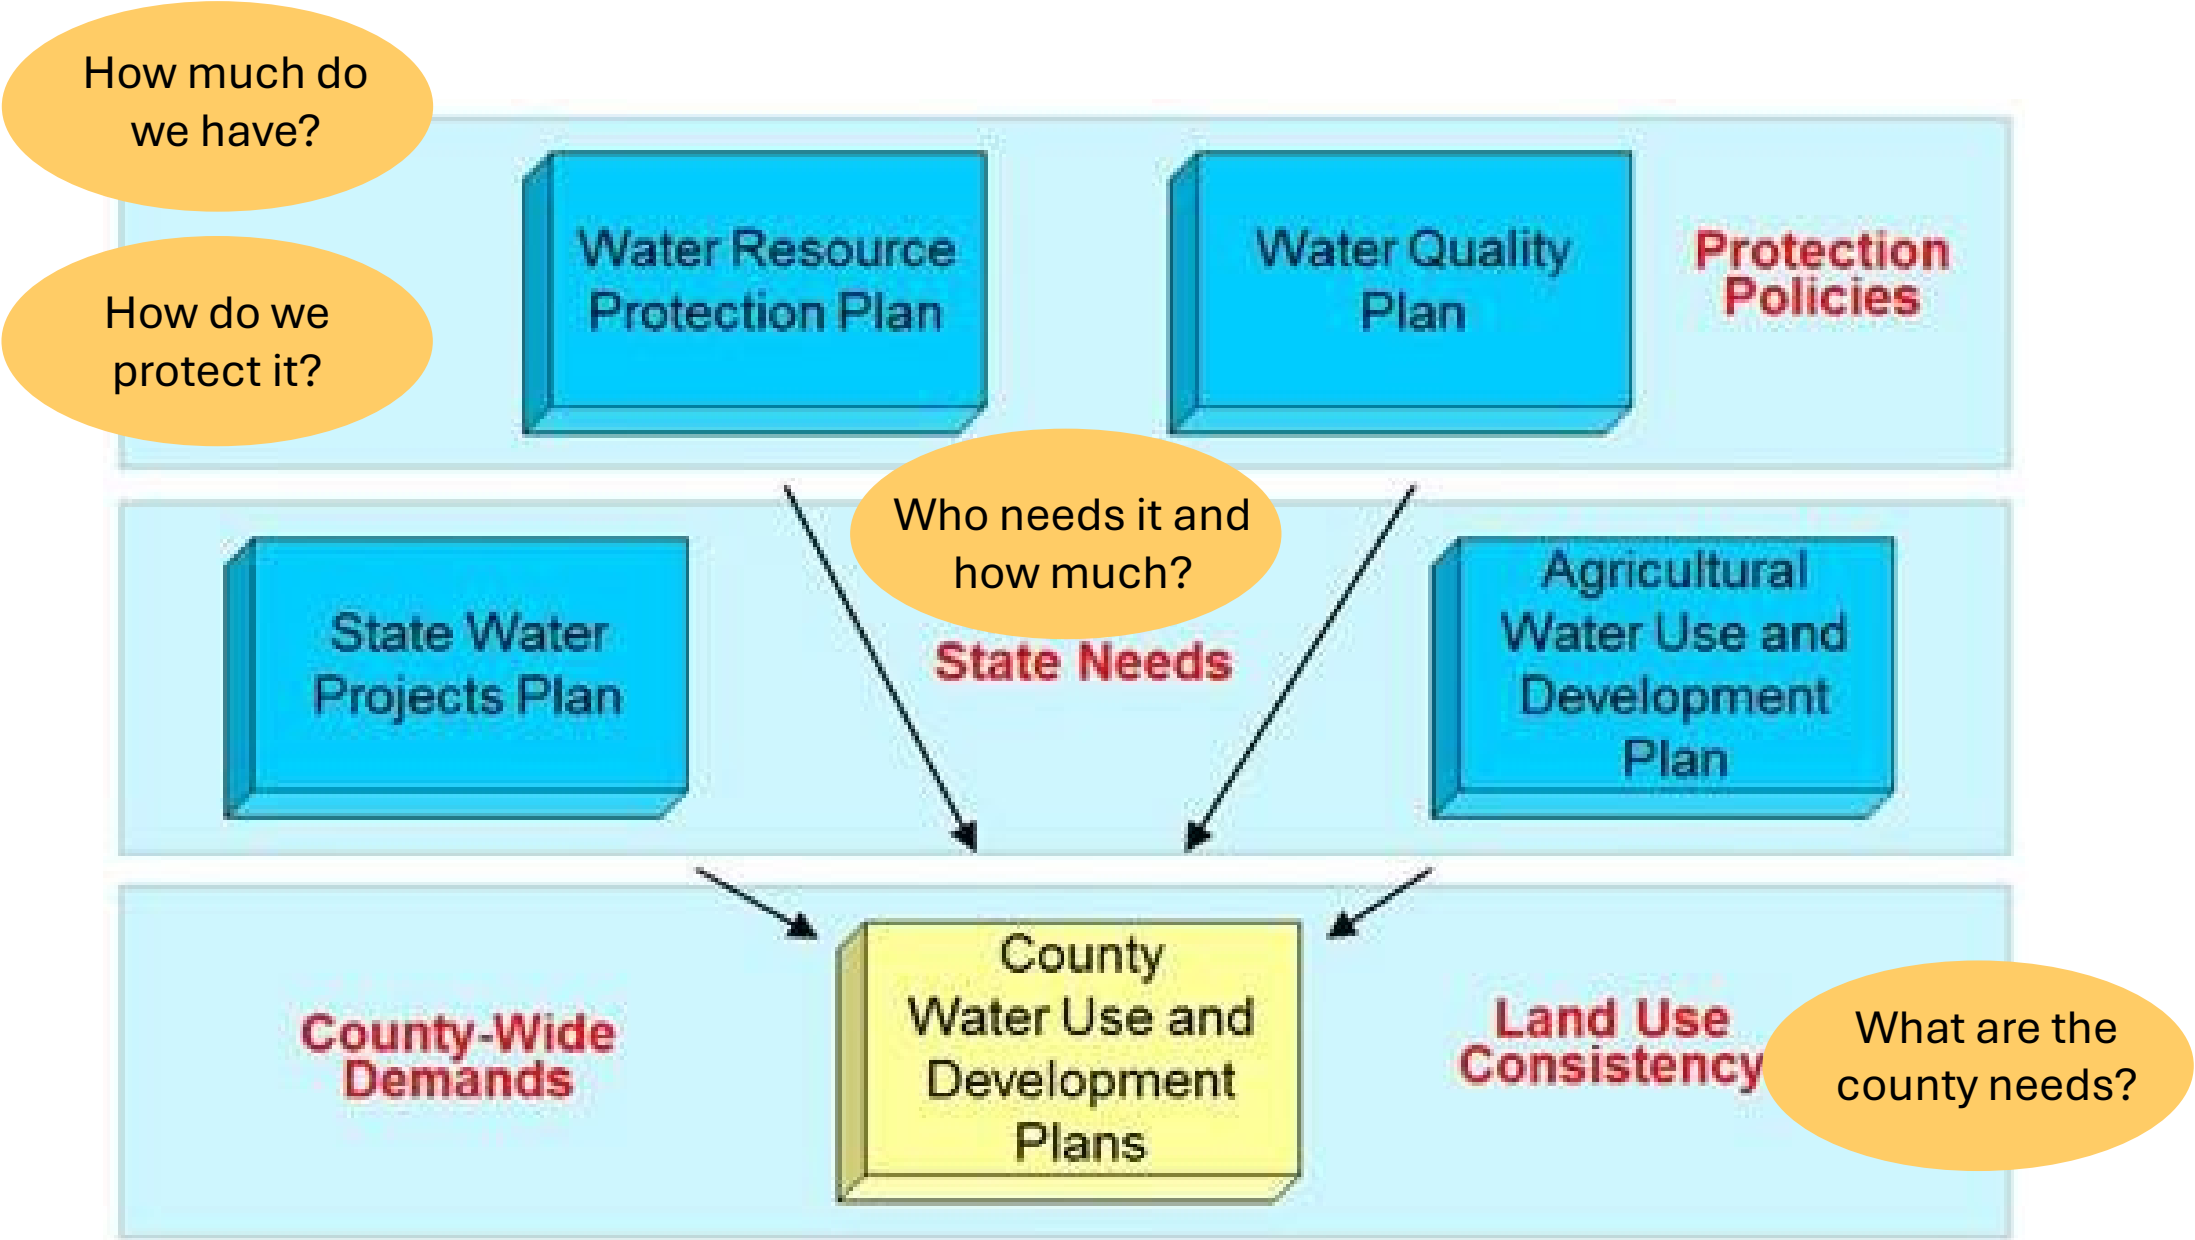 How much do
we have?
Water Resource
Protection Plan
Water Quality
Plan
Protection
Policies
How do we
protect it?
Who needs it and
how much?
State Water
Projects Plan
State Needs
Agricultural
Water Use and
Development
Plan
County-Wide
Demands
County
Water Use and
Development
Plans
Land Use
Consistency
What are the
county needs?